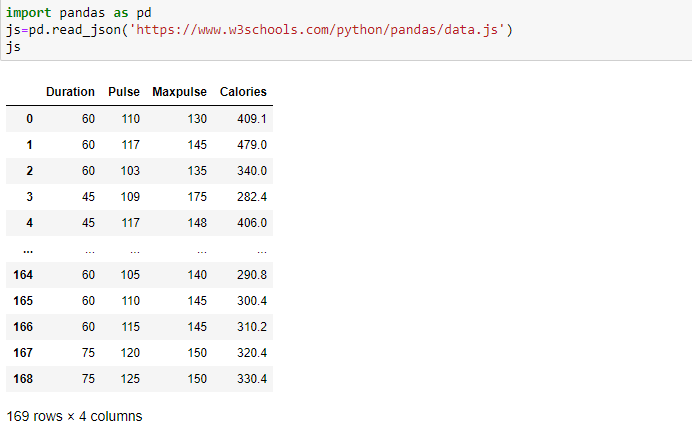 import pandas as pd
js=pd.read_json('https://www.w3schools.com/python/pandas/data.js')
js
Duration Pulse Maxpulse Calories
0 60 110 130 409.1
1 60 117 145 479.0
2 60 103 135 340.0
3 45 109 175 282.4
4 45 117 148 406.0
... ... ... ... ...
164 60 105 140 290.8
165 60 110 145 300.4
166 60 115 145 310.2
167 75 120 150 320.4
168 75 125 150 330.4
169 rows × 4 columns